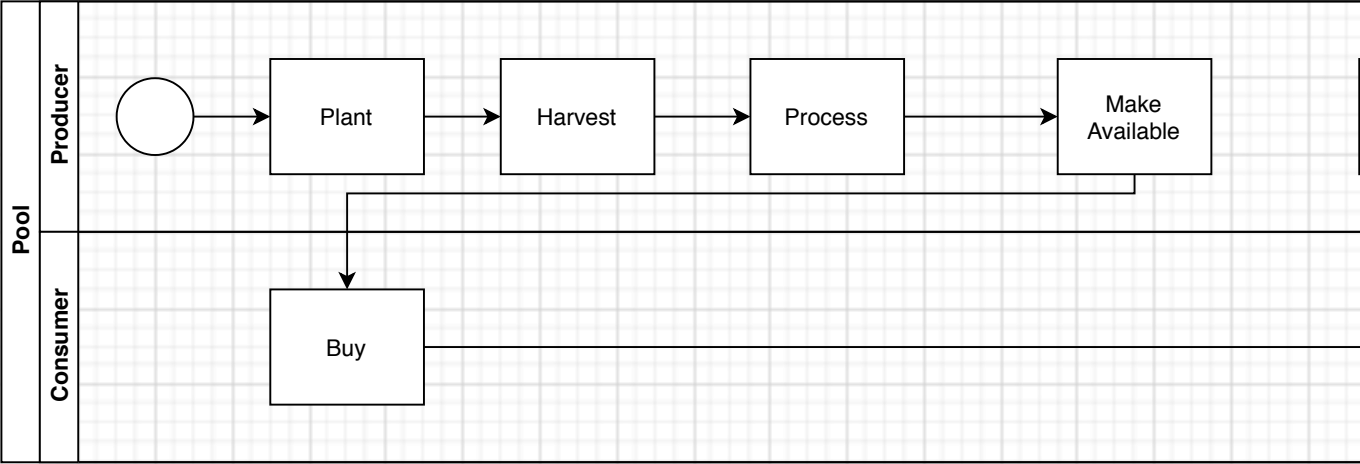 Pool
Producer
Plant
Harvest
Process
Make
Available
Consumer
Buy